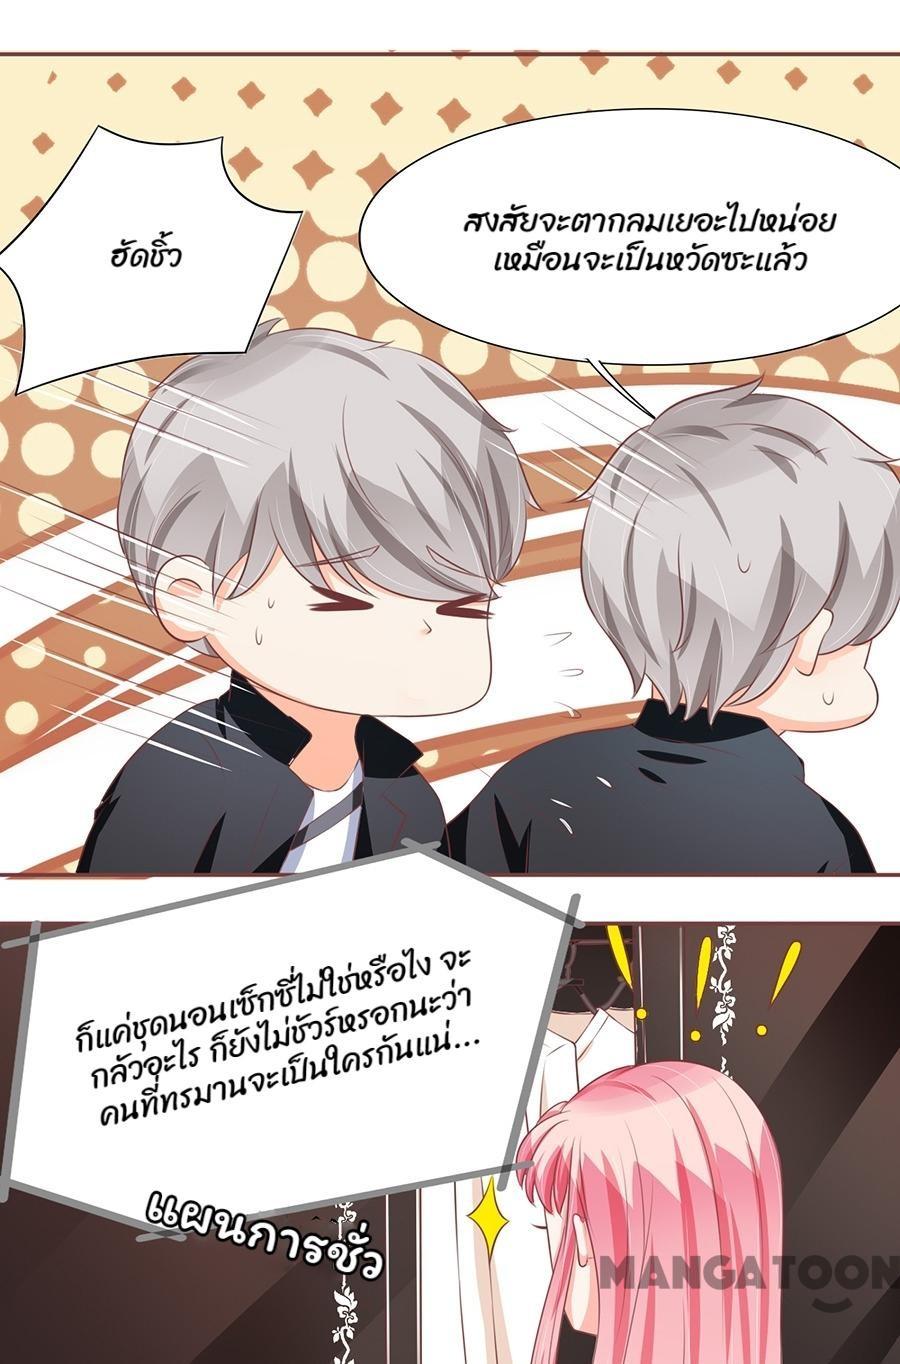 ฮัดชิ้ว
สงสัยจะตากลมเยอะไปหน่อย
เหมือนจะเป็นหวัดซะแล้ว
ก็แค่ชุดนอนเซ็กซี่ไม่ใช่หรือไง จะ
กลัวอะไร ก็ยังไม่ชัวร์หรอกนะว่า
คนที่ทรมานจะเป็นใครกันแน่...
แผนการชั่ว
MANGATOON